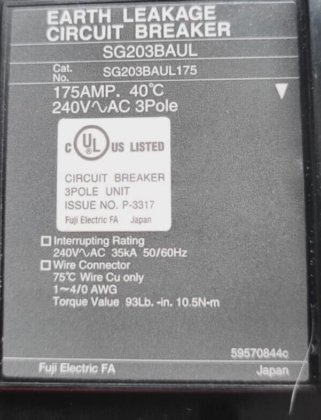 EARTH LEAKAGE
CIRCUIT BREAKER
SG203BAUL
Cat. No. SG203BAUL175
175AMP. 40℃
240V∿AC 3Pole
C UL US LISTED
CIRCUIT BREAKER
3POLE UNIT
ISSUE NO. P-3317
Fuji Electric FA Japan
□ Interrupting Rating
240V∿AC 35kA 50/60Hz
□ Wire Connector
75℃ Wire Cu only
1~4/0 AWG
Torque Value 93Lb. -in. 10.5N-m
59570844c
Fuji Electric FA Japan